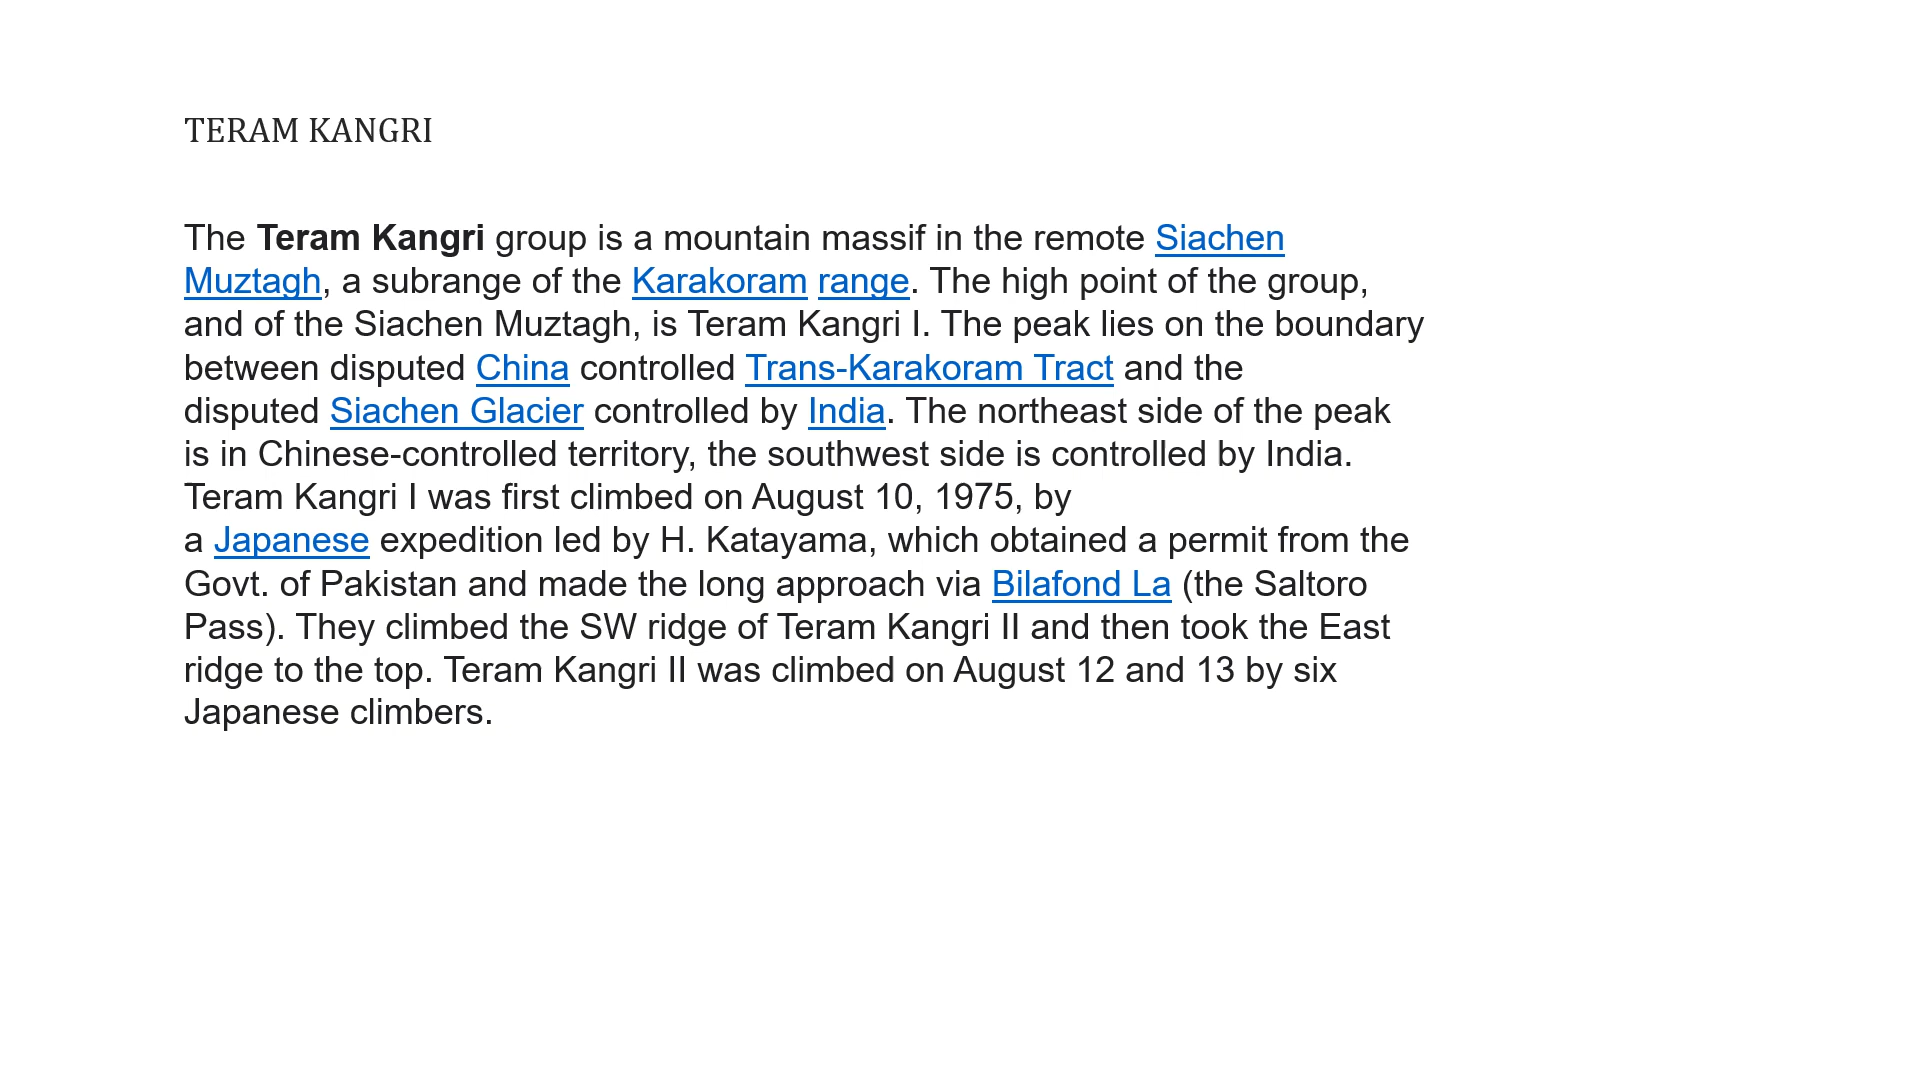 TERAM KANGRI
The Teram Kangri group is a mountain massif in the remote Siachen
Muztagh, a subrange of the Karakoram range. The high point of the group,
and of the Siachen Muztagh, is Teram Kangri I. The peak lies on the boundary
between disputed China controlled Trans-Karakoram Tract and the
disputed Siachen Glacier controlled by India. The northeast side of the peak
is in Chinese-controlled territory, the southwest side is controlled by India.
Teram Kangri I was first climbed on August 10, 1975, by
a Japanese expedition led by H. Katayama, which obtained a permit from the
Govt. of Pakistan and made the long approach via Bilafond La (the Saltoro
Pass). They climbed the SW ridge of Teram Kangri II and then took the East
ridge to the top. Teram Kangri II was climbed on August 12 and 13 by six
Japanese climbers.